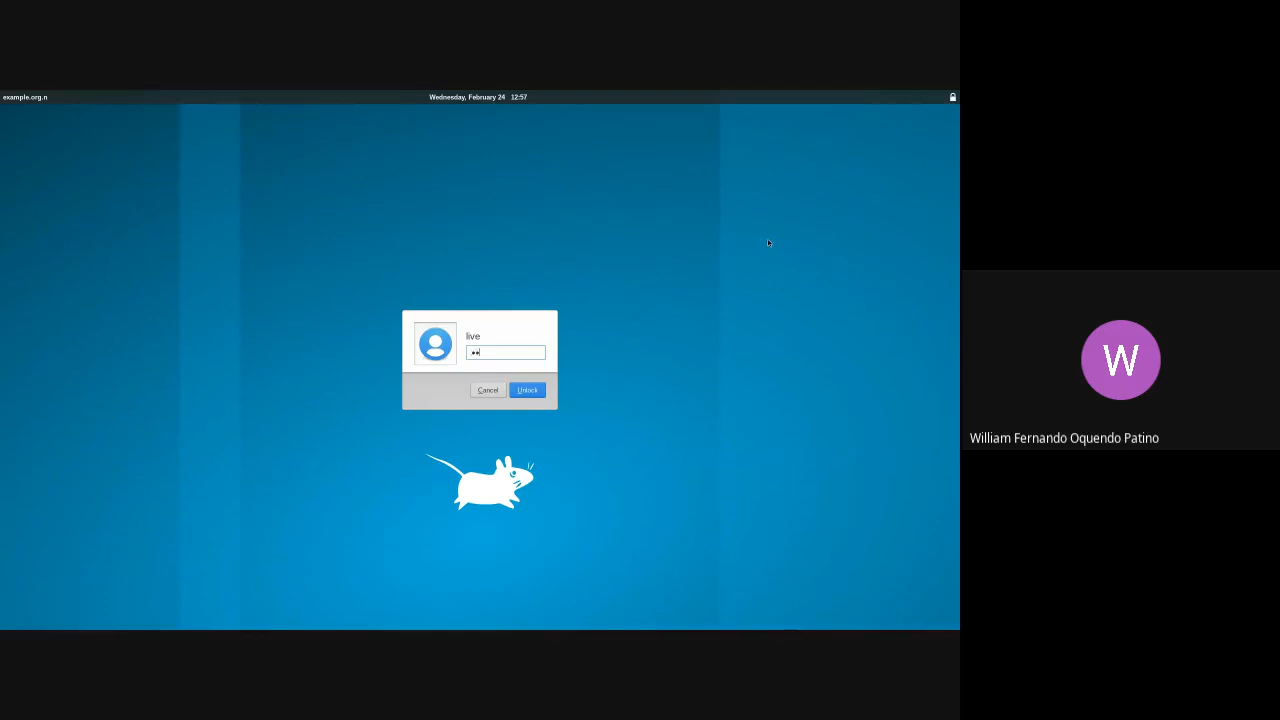 example.org.n
Wednesday, February 24 12:57
live
Cancel
Unlock
W
William Fernando Oquendo Patino